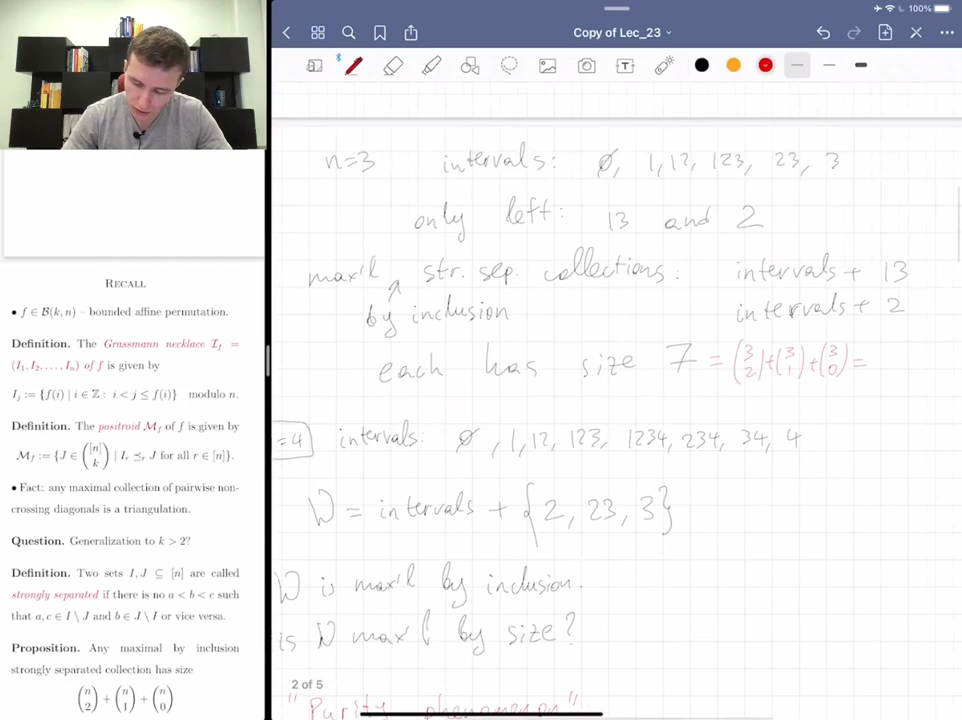 100%
Copy of Lec_23
n=3 intervals: ∅, 1, 12, 123, 23, 3
only left: 13 and 2
max'l str. sep. collections: intervals + 13
by inclusion intervals + 2
each has size 7 = (3 2)+(3 1)+(3 0)=
=4 intervals: ∅, 1, 12, 123, 1234, 234, 34, 4
W = intervals + {2, 23, 3}
W is max'l by inclusion.
is W max'l by size?
2 of 5
"Purity phenomenon"
RECALL
• f ∈ B(k, n) – bounded affine permutation.
Definition. The Grassmann necklace I_f =
(I₁, I₂, . . . , Iₙ) of f is given by
I_j := {f(i) | i ∈ ℤ : i < j ≤ f(i)} modulo n.
Definition. The positroid M_f of f is given by
M_f := {J ∈ ([n] k) | I_r ⪯_r J for all r ∈ [n]}.
• Fact: any maximal collection of pairwise non-
crossing diagonals is a triangulation.
Question. Generalization to k > 2?
Definition. Two sets I, J ⊆ [n] are called
strongly separated if there is no a < b < c such
that a, c ∈ I \ J and b ∈ J \ I or vice versa.
Proposition. Any maximal by inclusion
strongly separated collection has size
(n 2) + (n 1) + (n 0)